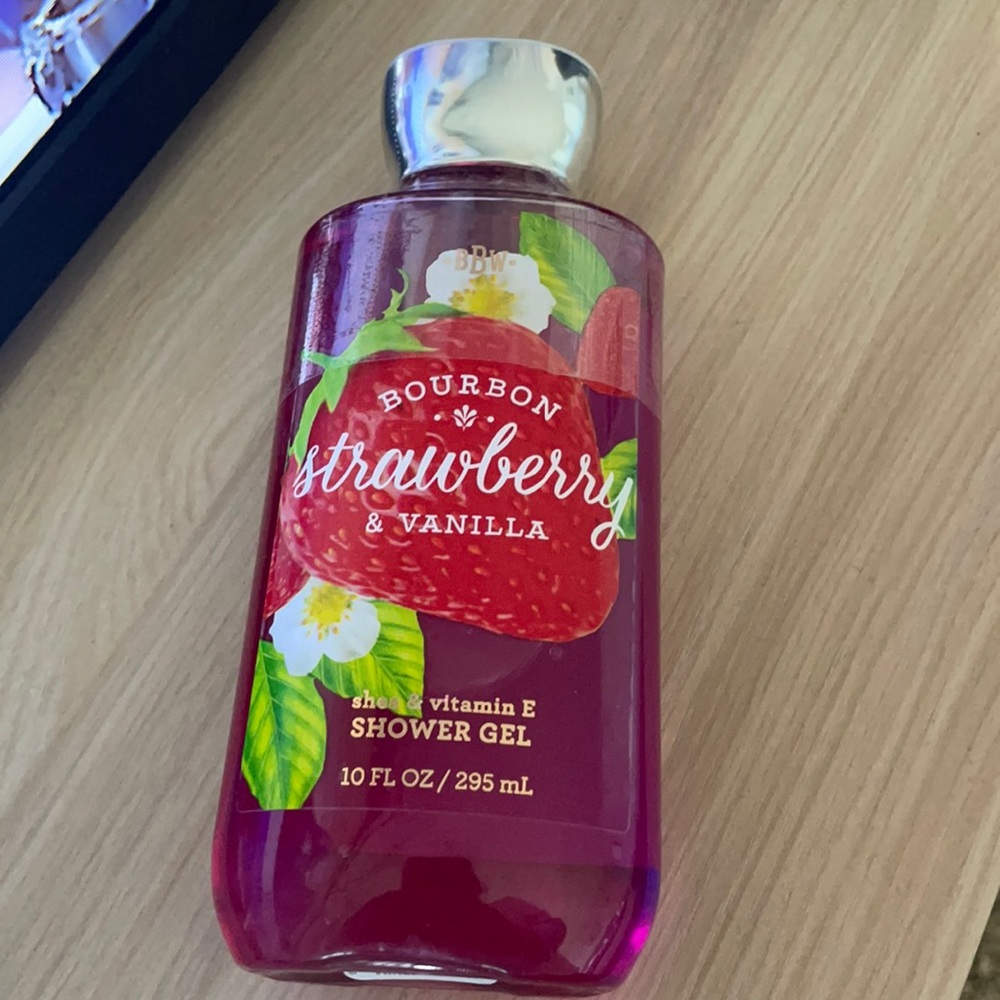 BBW
BOURBON
strawberry
& VANILLA
shea & vitamin E
SHOWER GEL
10 FL OZ / 295 mL